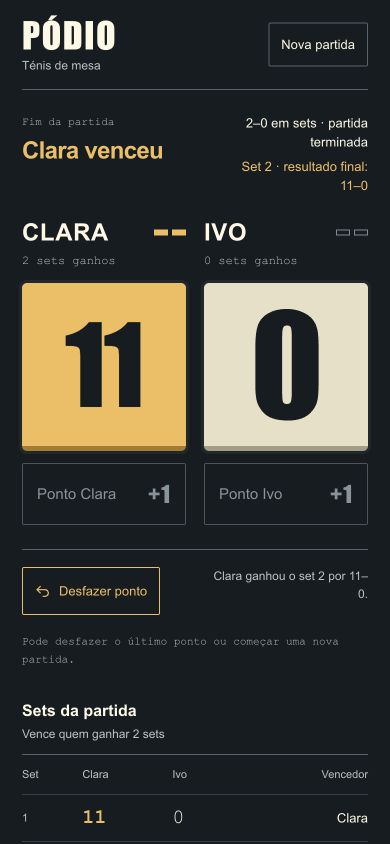 PÓDIO
Ténis de mesa
Nova partida
Fim da partida
Clara venceu
2–0 em sets · partida
terminada
Set 2 · resultado final:
11–0
CLARA
2 sets ganhos
IVO
0 sets ganhos
11
0
Ponto Clara +1
Ponto Ivo +1
Desfazer ponto
Clara ganhou o set 2 por 11–
0.
Pode desfazer o último ponto ou começar uma nova
partida.
Sets da partida
Vence quem ganhar 2 sets
Set Clara Ivo Vencedor
1 11 0 Clara